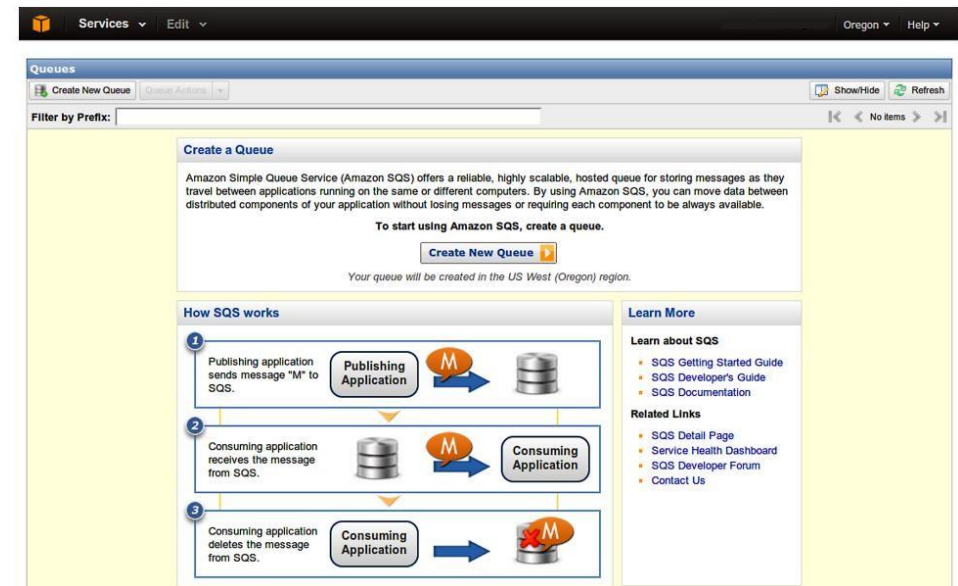 Services Edit Oregon Help
Queues
Create New Queue Queue Actions Show/Hide Refresh
Filter by Prefix: No items
Create a Queue
Amazon Simple Queue Service (Amazon SQS) offers a reliable, highly scalable, hosted queue for storing messages as they
travel between applications running on the same or different computers. By using Amazon SQS, you can move data between
distributed components of your application without losing messages or requiring each component to be always available.
To start using Amazon SQS, create a queue.
Create New Queue
Your queue will be created in the US West (Oregon) region.
How SQS works
1
Publishing application
sends message "M" to
SQS.
Publishing
Application
M
2
Consuming application
receives the message
from SQS.
M
Consuming
Application
3
Consuming application
deletes the message
from SQS.
Consuming
Application
M
Learn More
Learn about SQS
SQS Getting Started Guide
SQS Developer's Guide
SQS Documentation
Related Links
SQS Detail Page
Service Health Dashboard
SQS Developer Forum
Contact Us